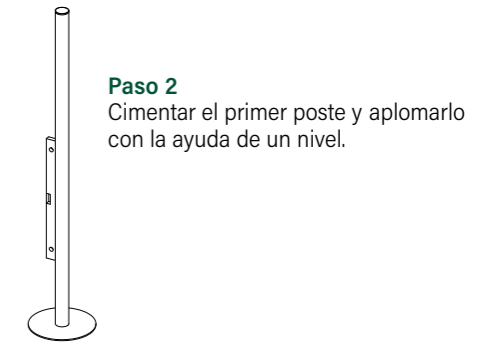 Paso 2
Cimentar el primer poste y aplomarlo
con la ayuda de un nivel.